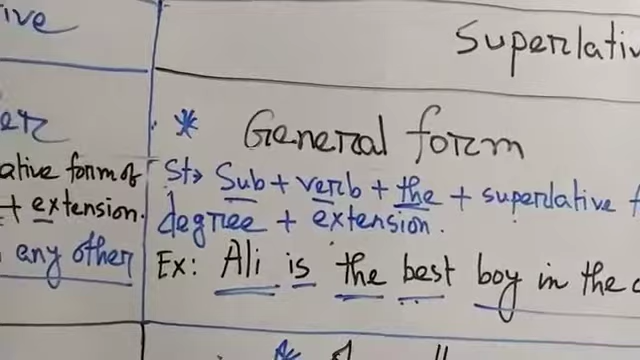 Superlativ
* General form
St→ Sub + verb + the + superlative f
degree + extension.
Ex: Ali is the best boy in the
ative form of
+ extension.
any other